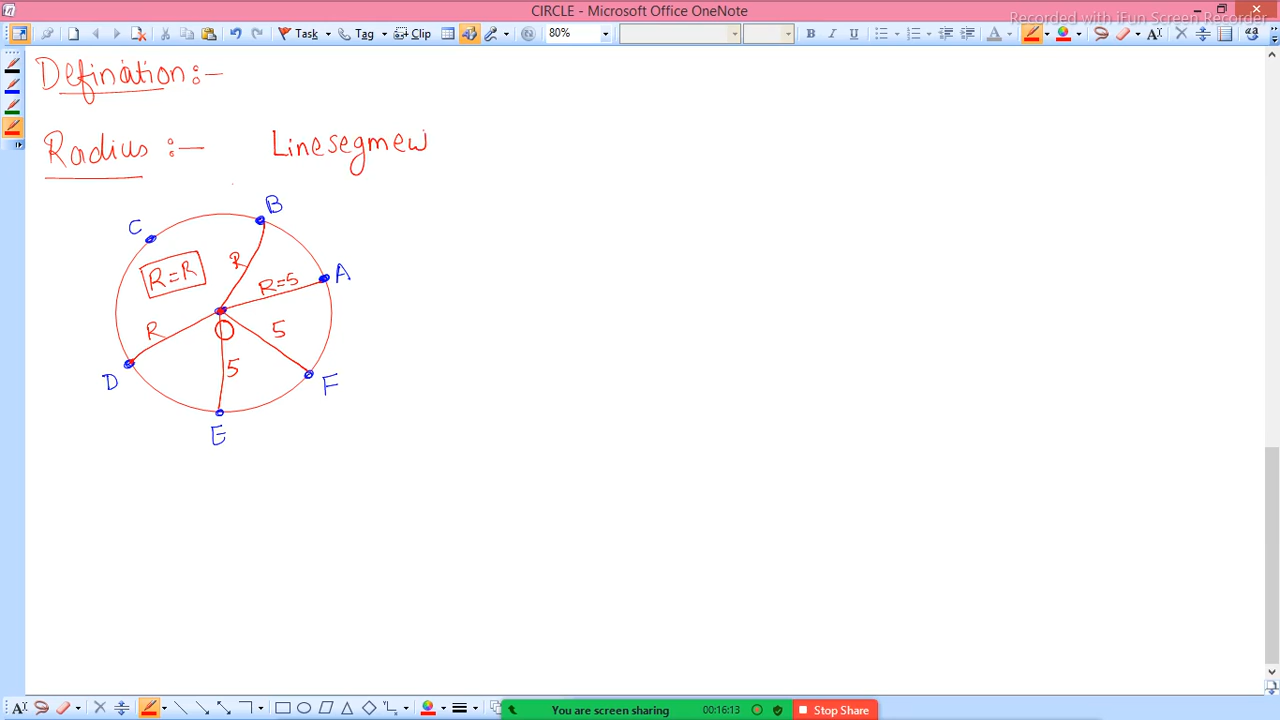 CIRCLE - Microsoft Office OneNote
Recorded with iFun Screen Recorder
Task Tag Clip 80% B I U A A
Defination:-
Radius :- Linesegmew
B
C
R=R R R=5 A
R O 5
D 5 F
E
A
You are screen sharing 00:16:13 Stop Share